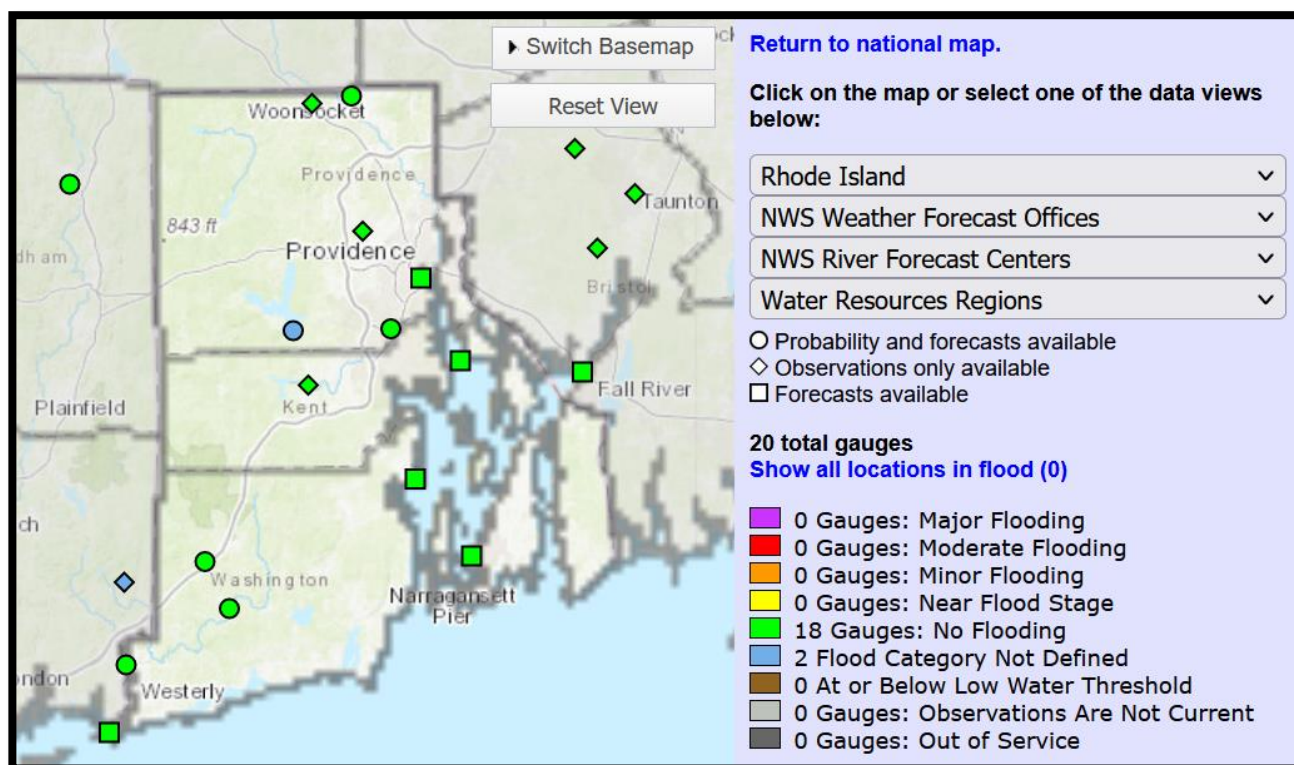 Switch Basemap
ck
Reset View
Woonsocket
Providence
Taunton
843 ft
Providence
dham
Bristol
Plainfield
Kent
Fall River
ch
Washington
Narragansett
Pier
ondon
Westerly
Return to national map.
Click on the map or select one of the data views
below:
Rhode Island
NWS Weather Forecast Offices
NWS River Forecast Centers
Water Resources Regions
Probability and forecasts available
Observations only available
Forecasts available
20 total gauges
Show all locations in flood (0)
0 Gauges: Major Flooding
0 Gauges: Moderate Flooding
0 Gauges: Minor Flooding
0 Gauges: Near Flood Stage
18 Gauges: No Flooding
2 Flood Category Not Defined
0 At or Below Low Water Threshold
0 Gauges: Observations Are Not Current
0 Gauges: Out of Service